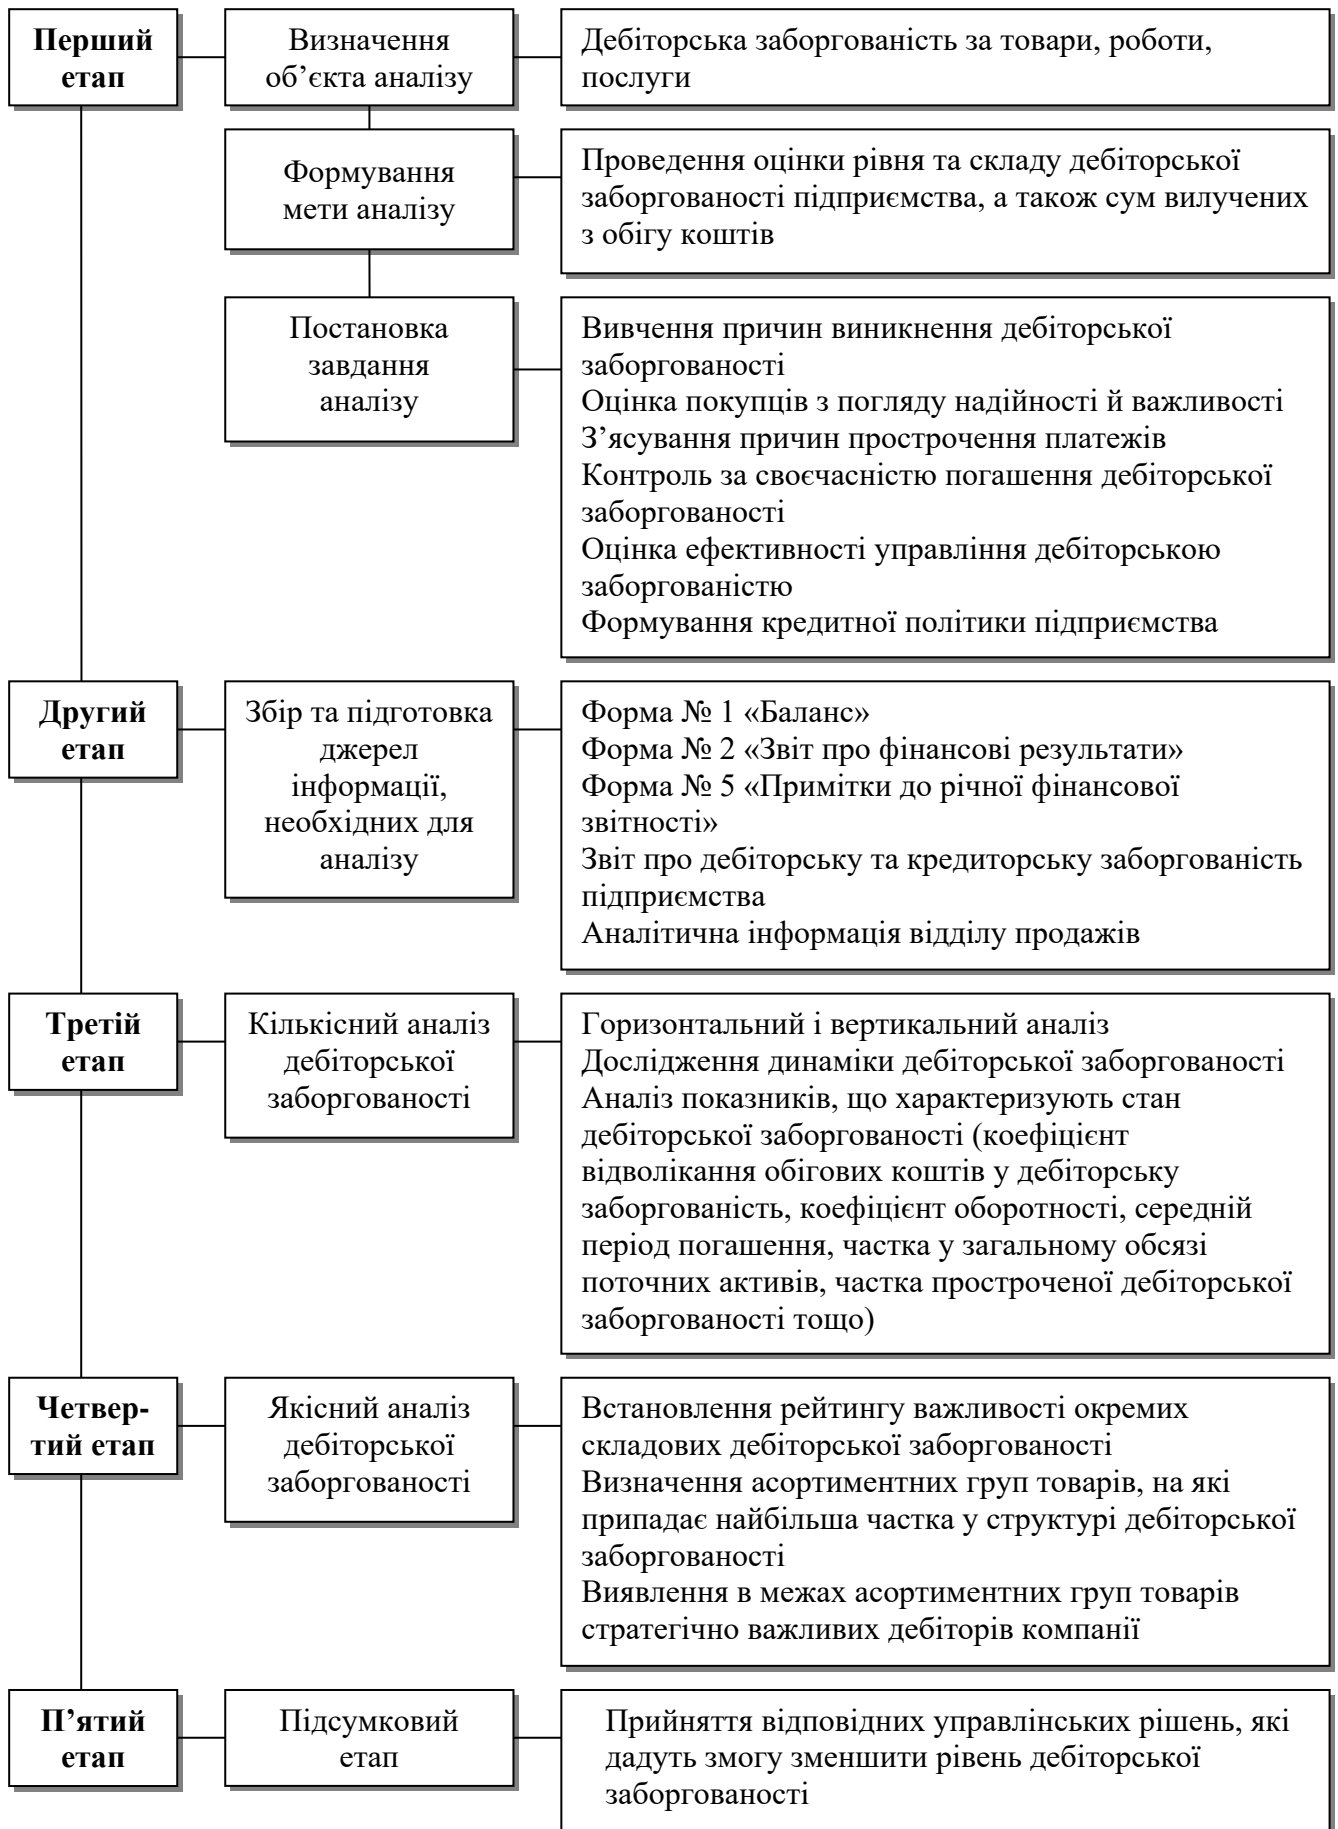 Перший
етап
Визначення
об’єкта аналізу
Дебіторська заборгованість за товари, роботи,
послуги
Формування
мети аналізу
Проведення оцінки рівня та складу дебіторської
заборгованості підприємства, а також сум вилучених
з обігу коштів
Постановка
завдання
аналізу
Вивчення причин виникнення дебіторської
заборгованості
Оцінка покупців з погляду надійності й важливості
З’ясування причин прострочення платежів
Контроль за своєчасністю погашення дебіторської
заборгованості
Оцінка ефективності управління дебіторською
заборгованістю
Формування кредитної політики підприємства
Другий
етап
Збір та підготовка
джерел
інформації,
необхідних для
аналізу
Форма № 1 «Баланс»
Форма № 2 «Звіт про фінансові результати»
Форма № 5 «Примітки до річної фінансової
звітності»
Звіт про дебіторську та кредиторську заборгованість
підприємства
Аналітична інформація відділу продажів
Третій
етап
Кількісний аналіз
дебіторської
заборгованості
Горизонтальний і вертикальний аналіз
Дослідження динаміки дебіторської заборгованості
Аналіз показників, що характеризують стан
дебіторської заборгованості (коефіцієнт
відволікання обігових коштів у дебіторську
заборгованість, коефіцієнт оборотності, середній
період погашення, частка у загальному обсязі
поточних активів, частка простроченої дебіторської
заборгованості тощо)
Четвер-
тий етап
Якісний аналіз
дебіторської
заборгованості
Встановлення рейтингу важливості окремих
складових дебіторської заборгованості
Визначення асортиментних груп товарів, на які
припадає найбільша частка у структурі дебіторської
заборгованості
Виявлення в межах асортиментних груп товарів
стратегічно важливих дебіторів компанії
П’ятий
етап
Підсумковий
етап
Прийняття відповідних управлінських рішень, які
дадуть змогу зменшити рівень дебіторської
заборгованості